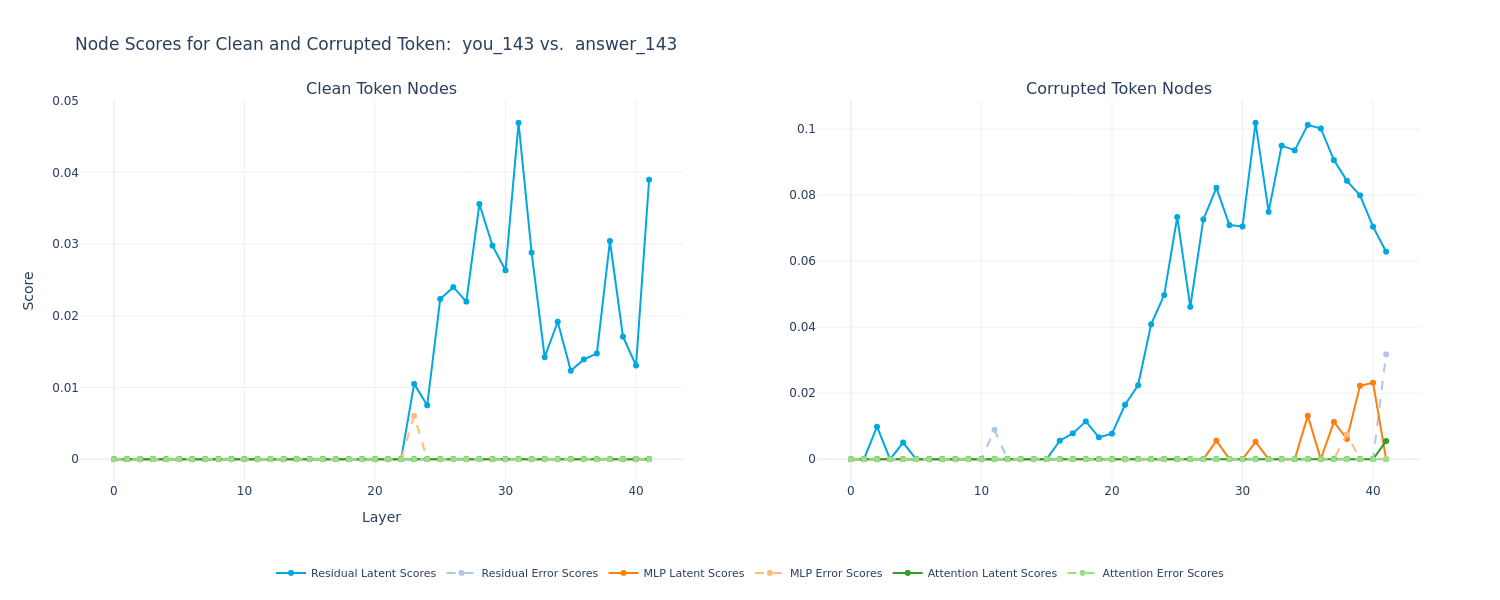 Node Scores for Clean and Corrupted Token:  you_143 vs.  answer_143
Clean Token Nodes
Corrupted Token Nodes
Score
0.05
0.04
0.03
0.02
0.01
0
0 10 20 30 40
Layer
0.1
0.08
0.06
0.04
0.02
0
0 10 20 30 40
Residual Latent Scores Residual Error Scores MLP Latent Scores MLP Error Scores Attention Latent Scores Attention Error Scores